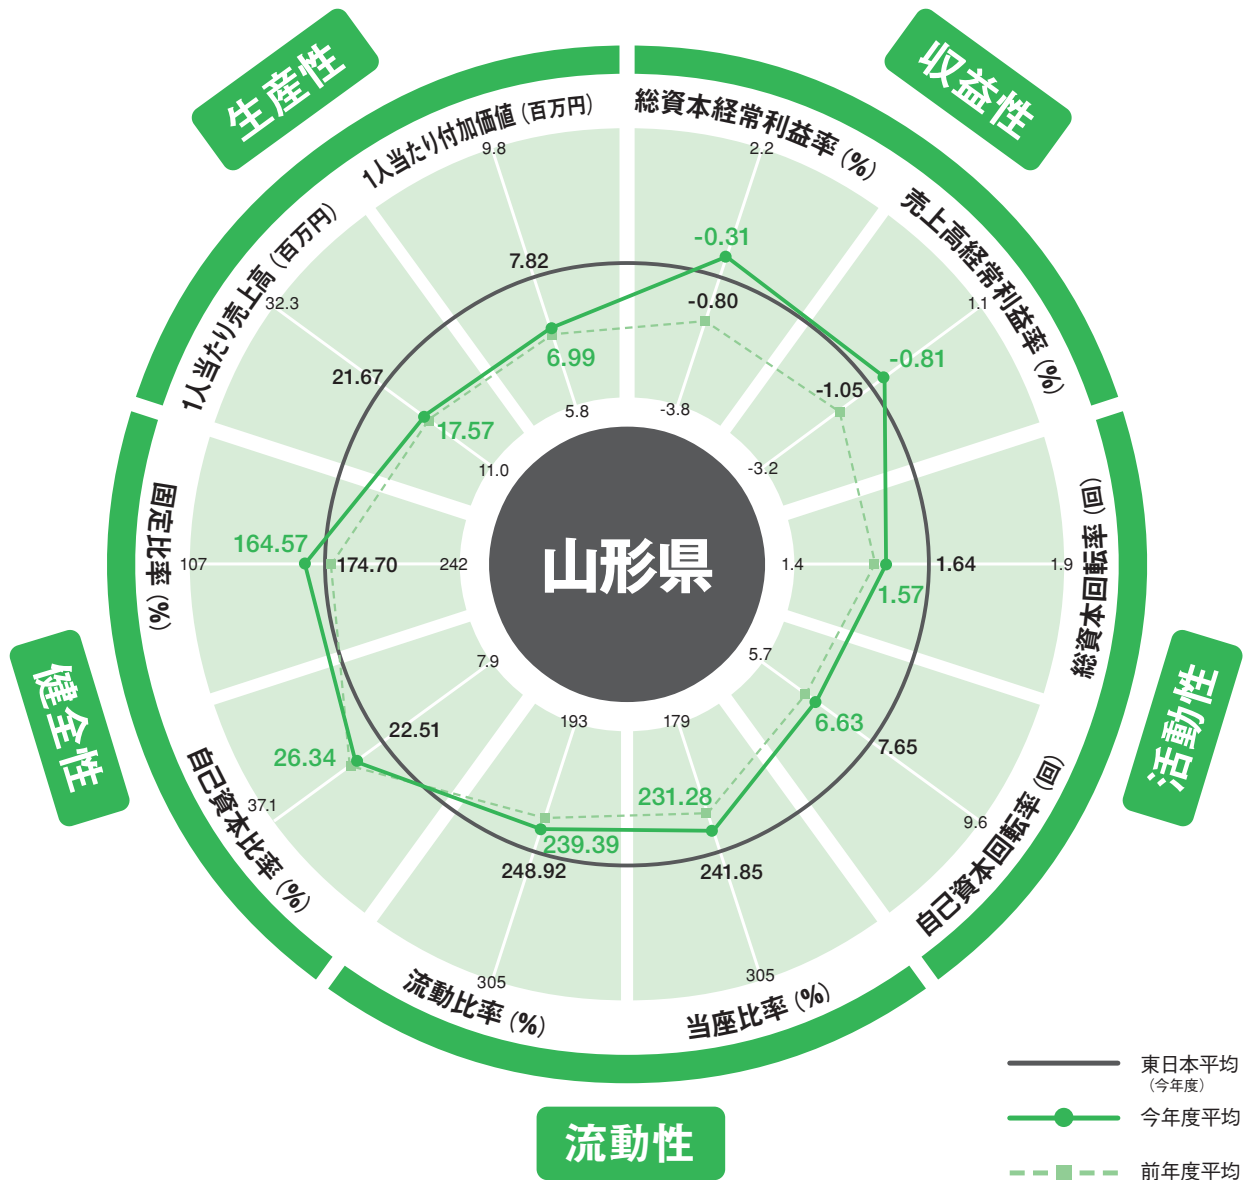 生産性
収益性
1人当たり付加価値(百万円)
総資本経常利益率(%)
9.8
2.2
1人当たり売上高(百万円)
売上高経常利益率(%)
-0.31
7.82
-0.80
32.3
1.1
6.99
-0.81
21.67
-1.05
5.8
-3.8
17.57
11.0
-3.2
固定比率(%)
総資本回転率(回)
164.57
107
174.70
242
山形県
1.4
1.64
1.9
1.57
健全性
活動性
7.9
5.7
22.51
193
179
6.63
26.34
7.65
37.1
231.28
9.6
239.39
自己資本比率(%)
自己資本回転率(回)
248.92
241.85
305
305
流動比率(%)
当座比率(%)
流動性
東日本平均
(今年度)
今年度平均
前年度平均